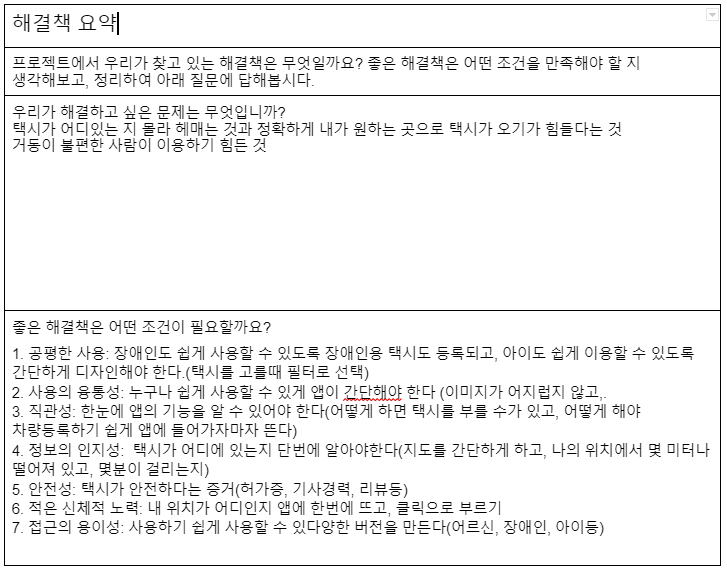 해결책 요약
프로젝트에서 우리가 찾고 있는 해결책은 무엇일까요? 좋은 해결책은 어떤 조건을 만족해야 할 지
생각해보고, 정리하여 아래 질문에 답해봅시다.
우리가 해결하고 싶은 문제는 무엇입니까?
택시가 어디있는 지 몰라 헤매는 것과 정확하게 내가 원하는 곳으로 택시가 오기가 힘들다는 것
거동이 불편한 사람이 이용하기 힘든 것
좋은 해결책은 어떤 조건이 필요할까요?
1. 공평한 사용: 장애인도 쉽게 사용할 수 있도록 장애인용 택시도 등록되고, 아이도 쉽게 이용할 수 있도록
간단하게 디자인해야 한다.(택시를 고를때 필터로 선택)
2. 사용의 융통성: 누구나 쉽게 사용할 수 있게 앱이 간단해야 한다 (이미지가 어지럽지 않고,.
3. 직관성: 한눈에 앱의 기능을 알 수 있어야 한다(어떻게 하면 택시를 부를 수가 있고, 어떻게 해야
차량등록하기 쉽게 앱에 들어가자마자 뜬다)
4. 정보의 인지성:  택시가 어디에 있는지 단번에 알아야한다(지도를 간단하게 하고, 나의 위치에서 몇 미터나
떨어져 있고, 몇분이 걸리는지)
5. 안전성: 택시가 안전하다는 증거(허가증, 기사경력, 리뷰등)
6. 적은 신체적 노력: 내 위치가 어디인지 앱에 한번에 뜨고, 클릭으로 부르기
7. 접근의 용이성: 사용하기 쉽게 사용할 수 있다양한 버전을 만든다(어르신, 장애인, 아이등)